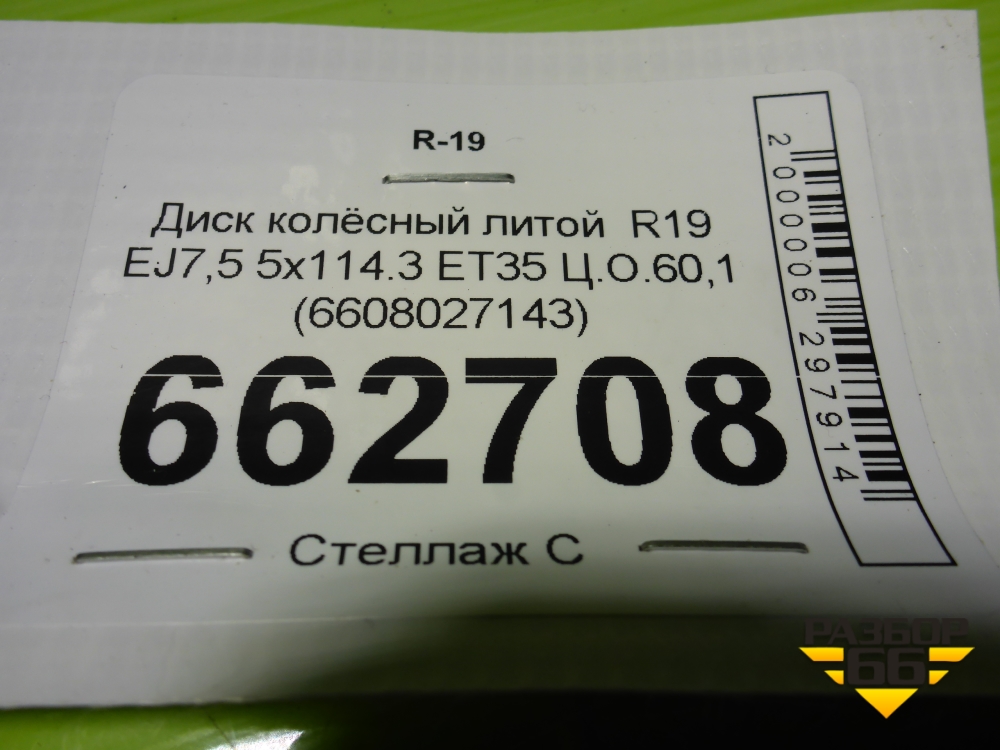 R-19
Диск колёсный литой R19
EJ7,5 5x114.3 ET35 Ц.О.60,1
(6608027143)
662708
Стеллаж С
2000006297914
РАЗБОР
66